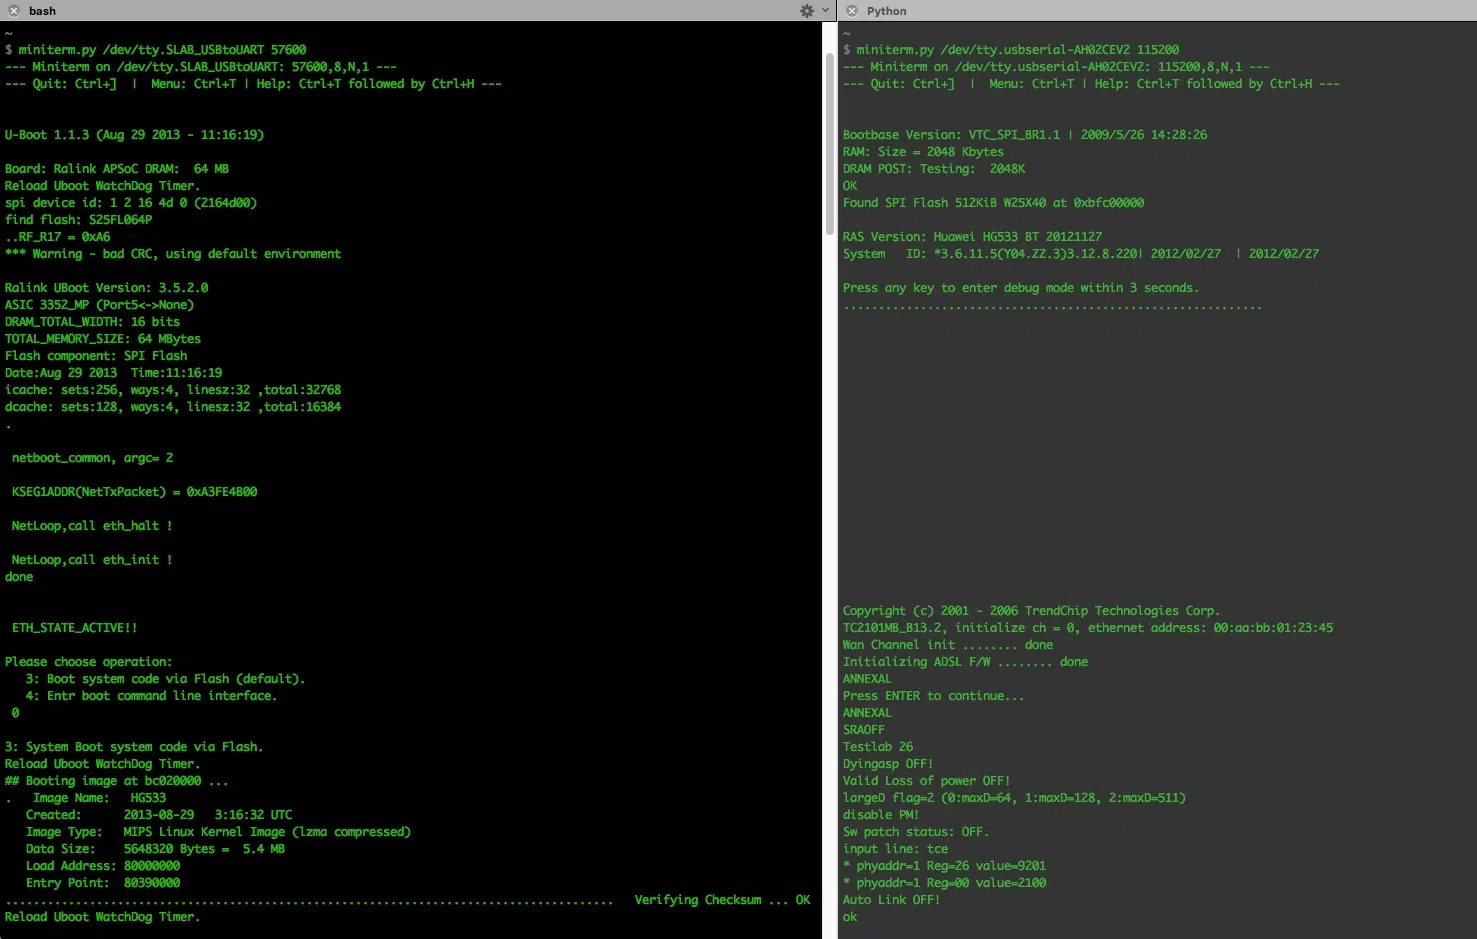 bash
~
$ miniterm.py /dev/tty.SLAB_USBtoUART 57600
--- Miniterm on /dev/tty.SLAB_USBtoUART: 57600,8,N,1 ---
--- Quit: Ctrl+]  |  Menu: Ctrl+T | Help: Ctrl+T followed by Ctrl+H ---
U-Boot 1.1.3 (Aug 29 2013 - 11:16:19)
Board: Ralink APSoC DRAM:  64 MB
Reload Uboot WatchDog Timer.
spi device id: 1 2 16 4d 0 (2164d00)
find flash: S25FL064P
..RF_R17 = 0xA6
*** Warning - bad CRC, using default environment
Ralink UBoot Version: 3.5.2.0
ASIC 3352_MP (Port5<->None)
DRAM_TOTAL_WIDTH: 16 bits
TOTAL_MEMORY_SIZE: 64 MBytes
Flash component: SPI Flash
Date:Aug 29 2013  Time:11:16:19
icache: sets:256, ways:4, linesz:32 ,total:32768
dcache: sets:128, ways:4, linesz:32 ,total:16384
.
netboot_common, argc= 2
KSEG1ADDR(NetTxPacket) = 0xA3FE4B00
NetLoop,call eth_halt !
NetLoop,call eth_init !
done
ETH_STATE_ACTIVE!!
Please choose operation:
3: Boot system code via Flash (default).
4: Entr boot command line interface.
0
3: System Boot system code via Flash.
Reload Uboot WatchDog Timer.
## Booting image at bc020000 ...
.   Image Name:   HG533
Created:      2013-08-29   3:16:32 UTC
Image Type:   MIPS Linux Kernel Image (lzma compressed)
Data Size:    5648320 Bytes =  5.4 MB
Load Address: 80000000
Entry Point:  80390000
.......................................................................................   Verifying Checksum ... OK
Reload Uboot WatchDog Timer.
Python
~
$ miniterm.py /dev/tty.usbserial-AH02CEV2 115200
--- Miniterm on /dev/tty.usbserial-AH02CEV2: 115200,8,N,1 ---
--- Quit: Ctrl+]  |  Menu: Ctrl+T | Help: Ctrl+T followed by Ctrl+H ---
Bootbase Version: VTC_SPI_BR1.1 | 2009/5/26 14:28:26
RAM: Size = 2048 Kbytes
DRAM POST: Testing:  2048K
OK
Found SPI Flash 512KiB W25X40 at 0xbfc00000
RAS Version: Huawei HG533 BT 20121127
System   ID: *3.6.11.5(Y04.ZZ.3)3.12.8.220| 2012/02/27  | 2012/02/27
Press any key to enter debug mode within 3 seconds.
............................................................
Copyright (c) 2001 - 2006 TrendChip Technologies Corp.
TC2101MB_B13.2, initialize ch = 0, ethernet address: 00:aa:bb:01:23:45
Wan Channel init ........ done
Initializing ADSL F/W ........ done
ANNEXAL
Press ENTER to continue...
ANNEXAL
SRAOFF
Testlab 26
Dyingasp OFF!
Valid Loss of power OFF!
largeD flag=2 (0:maxD=64, 1:maxD=128, 2:maxD=511)
disable PM!
Sw patch status: OFF.
input line: tce
* phyaddr=1 Reg=26 value=9201
* phyaddr=1 Reg=00 value=2100
Auto Link OFF!
ok